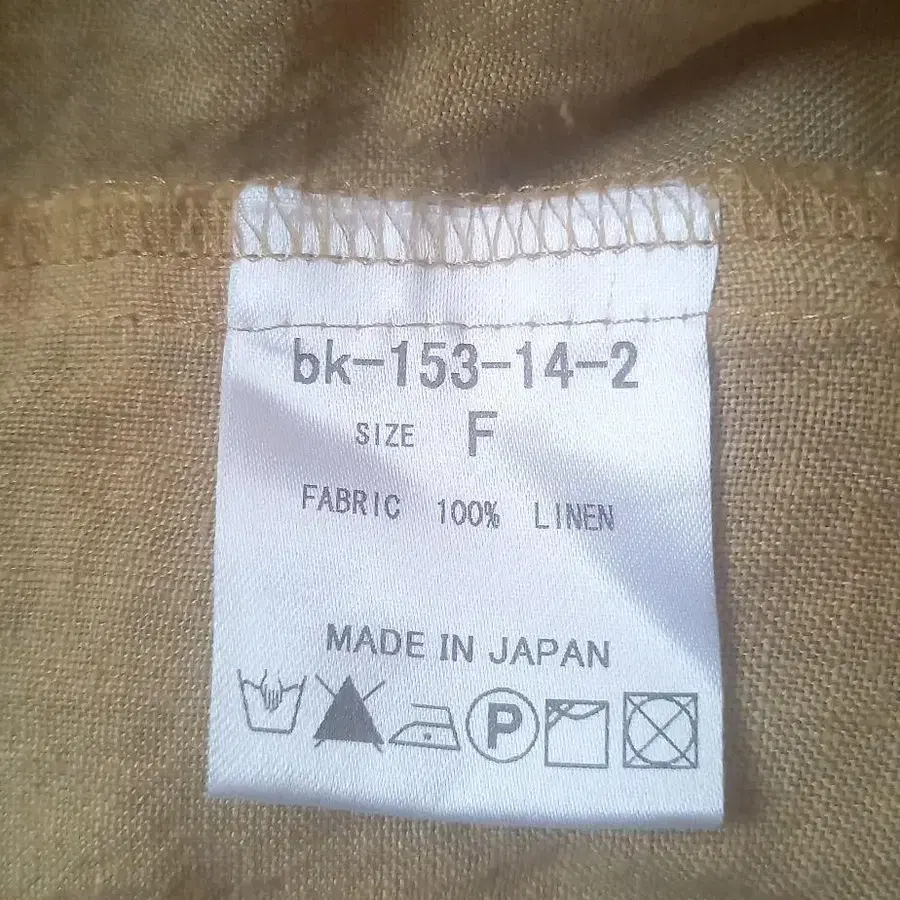 bk-153-14-2
SIZE F
FABRIC 100% LINEN
MADE IN JAPAN
P